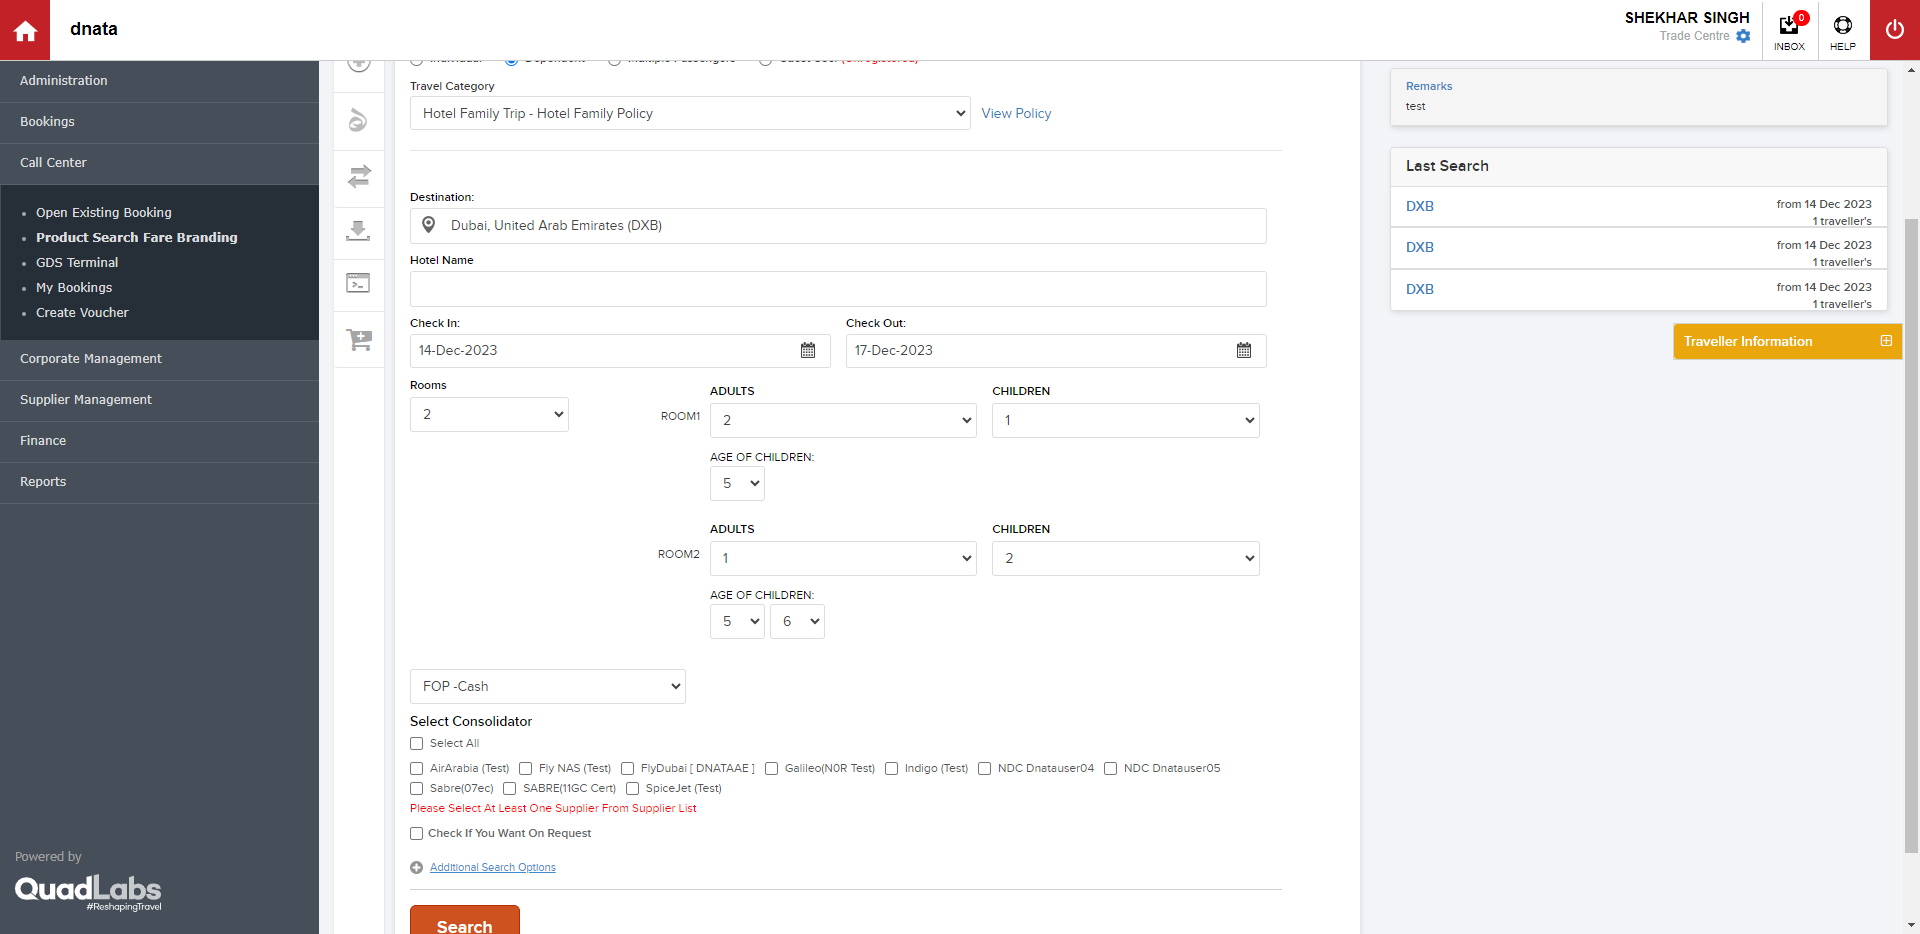 dnata
SHEKHAR SINGH
Trade Centre
0
INBOX
HELP
Administration
Bookings
Call Center
Open Existing Booking
Product Search Fare Branding
GDS Terminal
My Bookings
Create Voucher
Corporate Management
Supplier Management
Finance
Reports
Powered by
QuadLabs
#ReshapingTravel
Individual Dependent Multiple Passengers Guest User (Unregistered)
Travel Category
Hotel Family Trip - Hotel Family Policy
View Policy
Destination:
Dubai, United Arab Emirates (DXB)
Hotel Name
Check In:
Check Out:
14-Dec-2023
17-Dec-2023
Rooms
2
ADULTS
CHILDREN
ROOM1
2
1
AGE OF CHILDREN:
5
ADULTS
CHILDREN
ROOM2
1
2
AGE OF CHILDREN:
5
6
FOP -Cash
Select Consolidator
Select All
AirArabia (Test) Fly NAS (Test) FlyDubai [ DNATAAE ] Galileo(N0R Test) Indigo (Test) NDC Dnatauser04 NDC Dnatauser05
Sabre(07ec) SABRE(11GC Cert) SpiceJet (Test)
Please Select At Least One Supplier From Supplier List
Check If You Want On Request
Additional Search Options
Search
Remarks
test
Last Search
DXB
from 14 Dec 2023
1 traveller's
DXB
from 14 Dec 2023
1 traveller's
DXB
from 14 Dec 2023
1 traveller's
Traveller Information